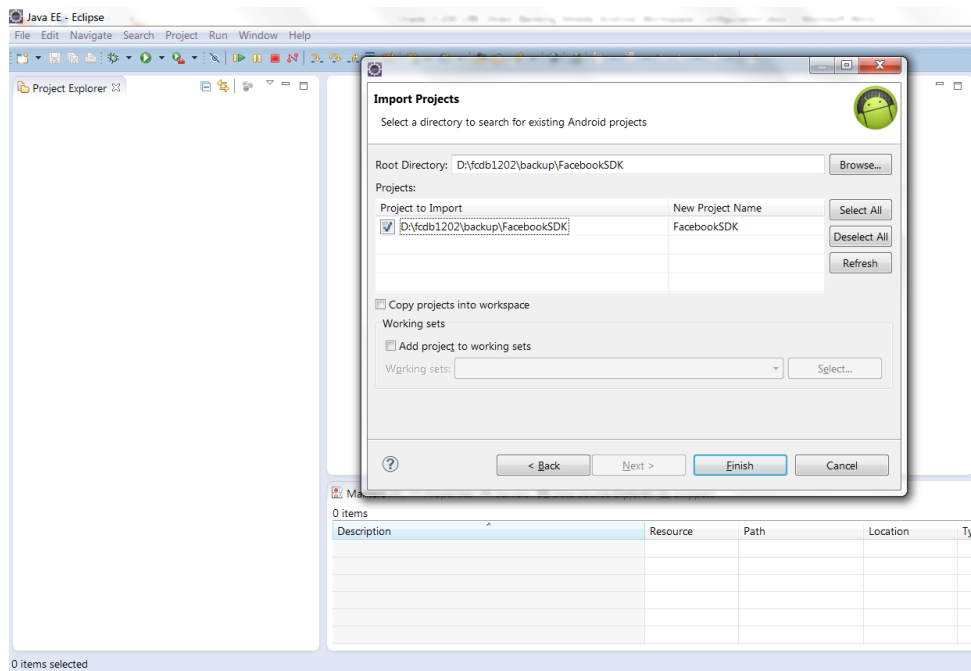 Java EE - Eclipse
File Edit Navigate Search Project Run Window Help
Project Explorer
Import Projects
Select a directory to search for existing Android projects
Root Directory: D:\fcdb1202\backup\FacebookSDK Browse...
Projects:
Project to Import New Project Name Select All
D:\fcdb1202\backup\FacebookSDK FacebookSDK
Deselect All
Refresh
Copy projects into workspace
Working sets
Add project to working sets
Working sets: Select...
? < Back Next > Finish Cancel
0 items
Description Resource Path Location Ty
0 items selected